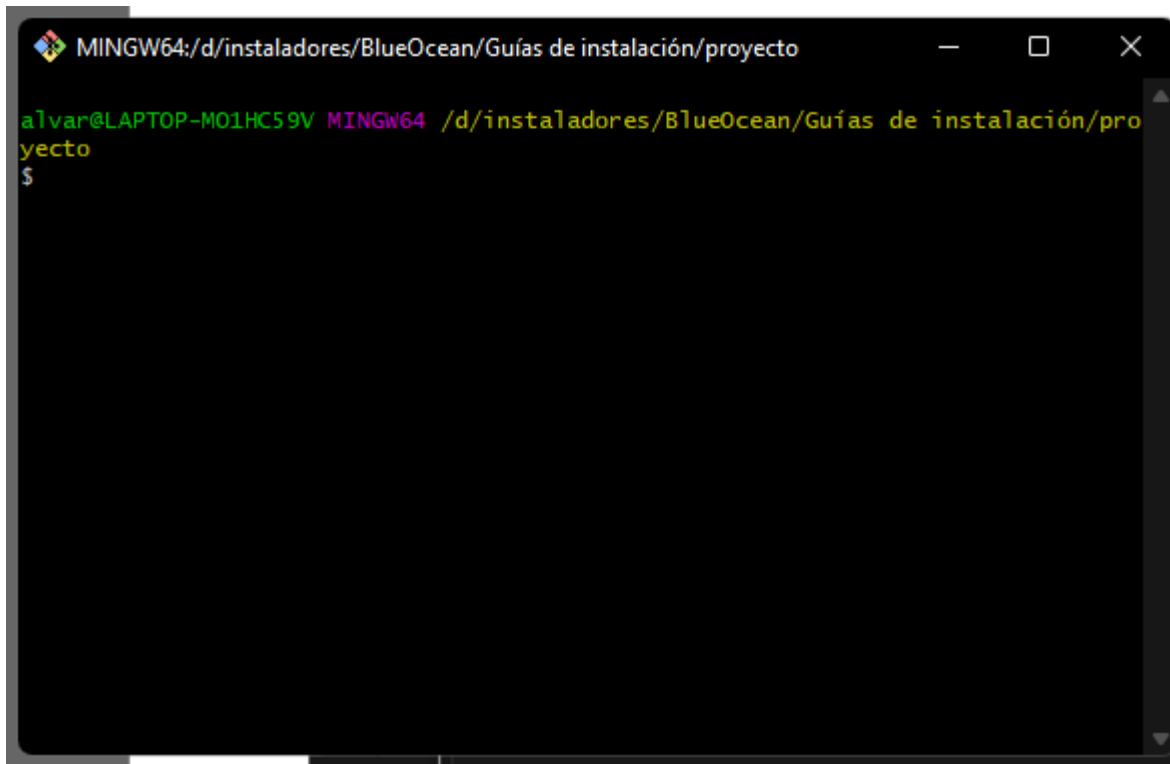 MINGW64:/d/instaladores/BlueOcean/Guías de instalación/proyecto
alvar@LAPTOP-MO1HC59V MINGW64 /d/instaladores/BlueOcean/Guías de instalación/pro
yecto
$